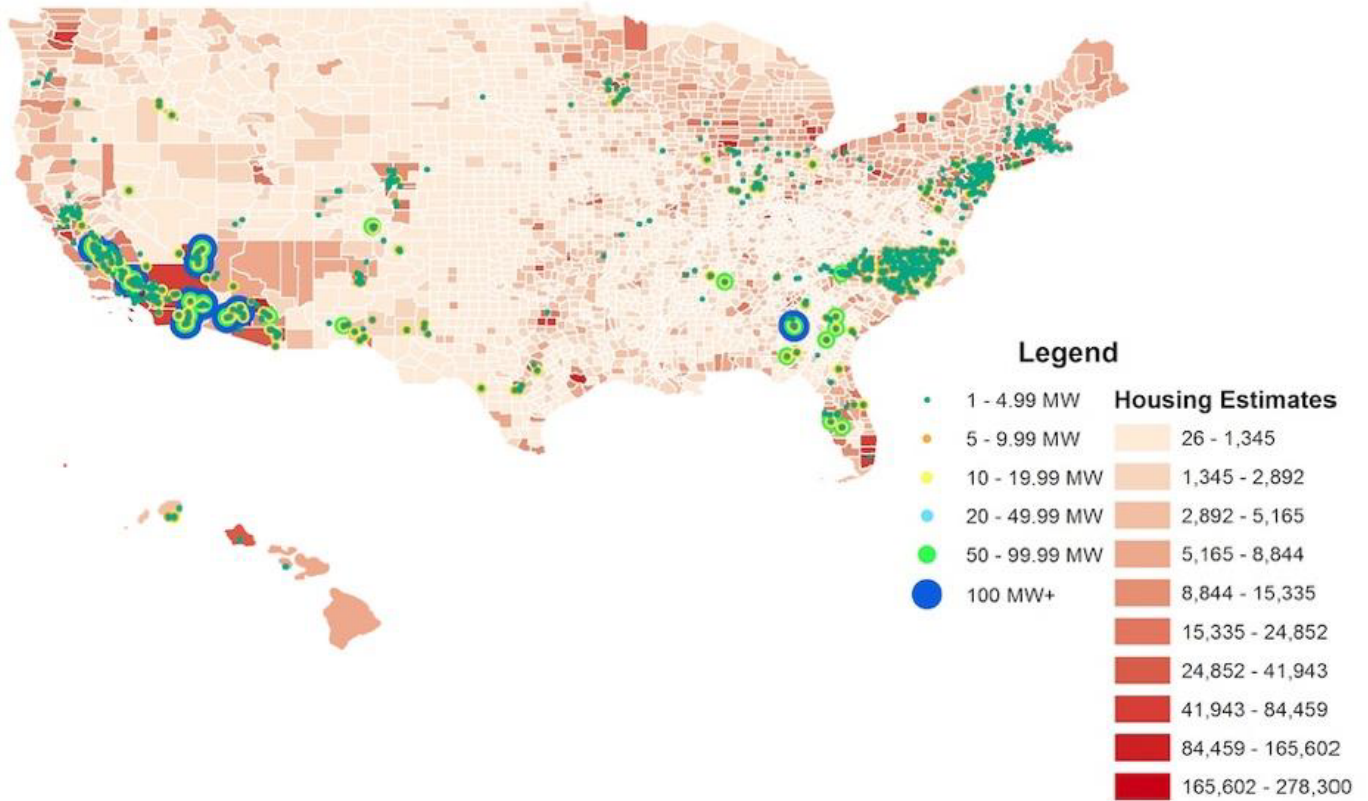 Legend
1 - 4.99 MW
5 - 9.99 MW
10 - 19.99 MW
20 - 49.99 MW
50 - 99.99 MW
100 MW+
Housing Estimates
26 - 1,345
1,345 - 2,892
2,892 - 5,165
5,165 - 8,844
8,844 - 15,335
15,335 - 24,852
24,852 - 41,943
41,943 - 84,459
84,459 - 165,602
165,602 - 278,300